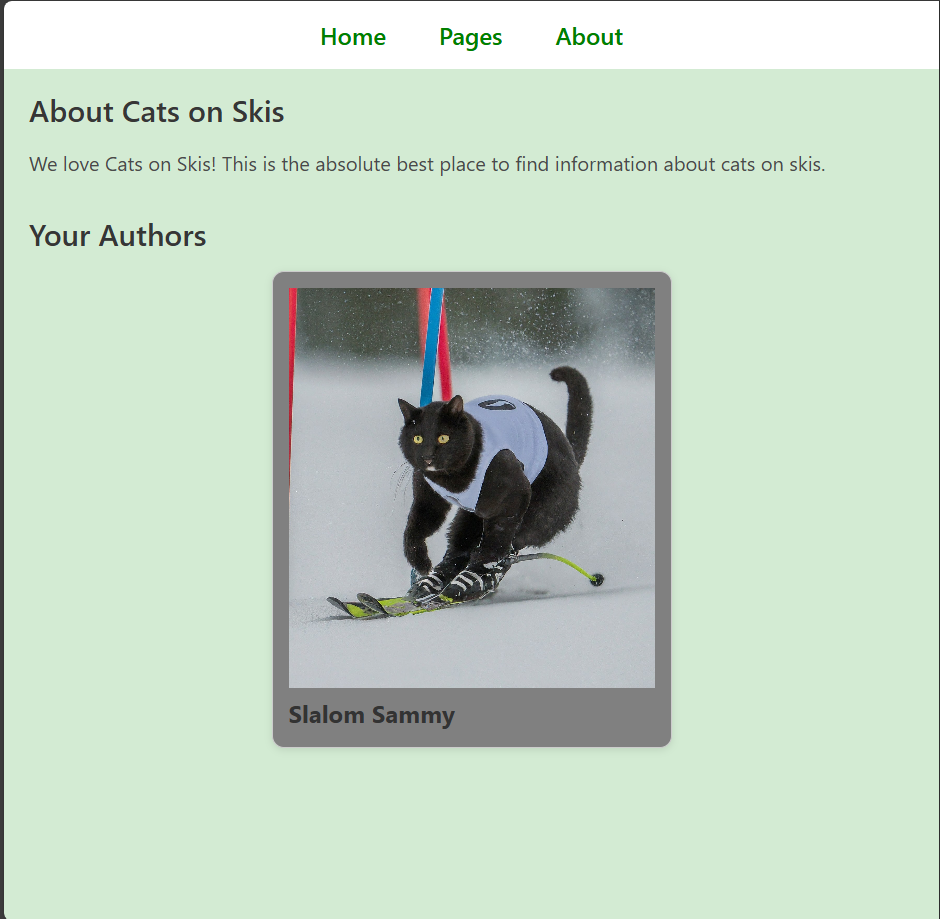 Home Pages About
About Cats on Skis
We love Cats on Skis! This is the absolute best place to find information about cats on skis.
Your Authors
Slalom Sammy